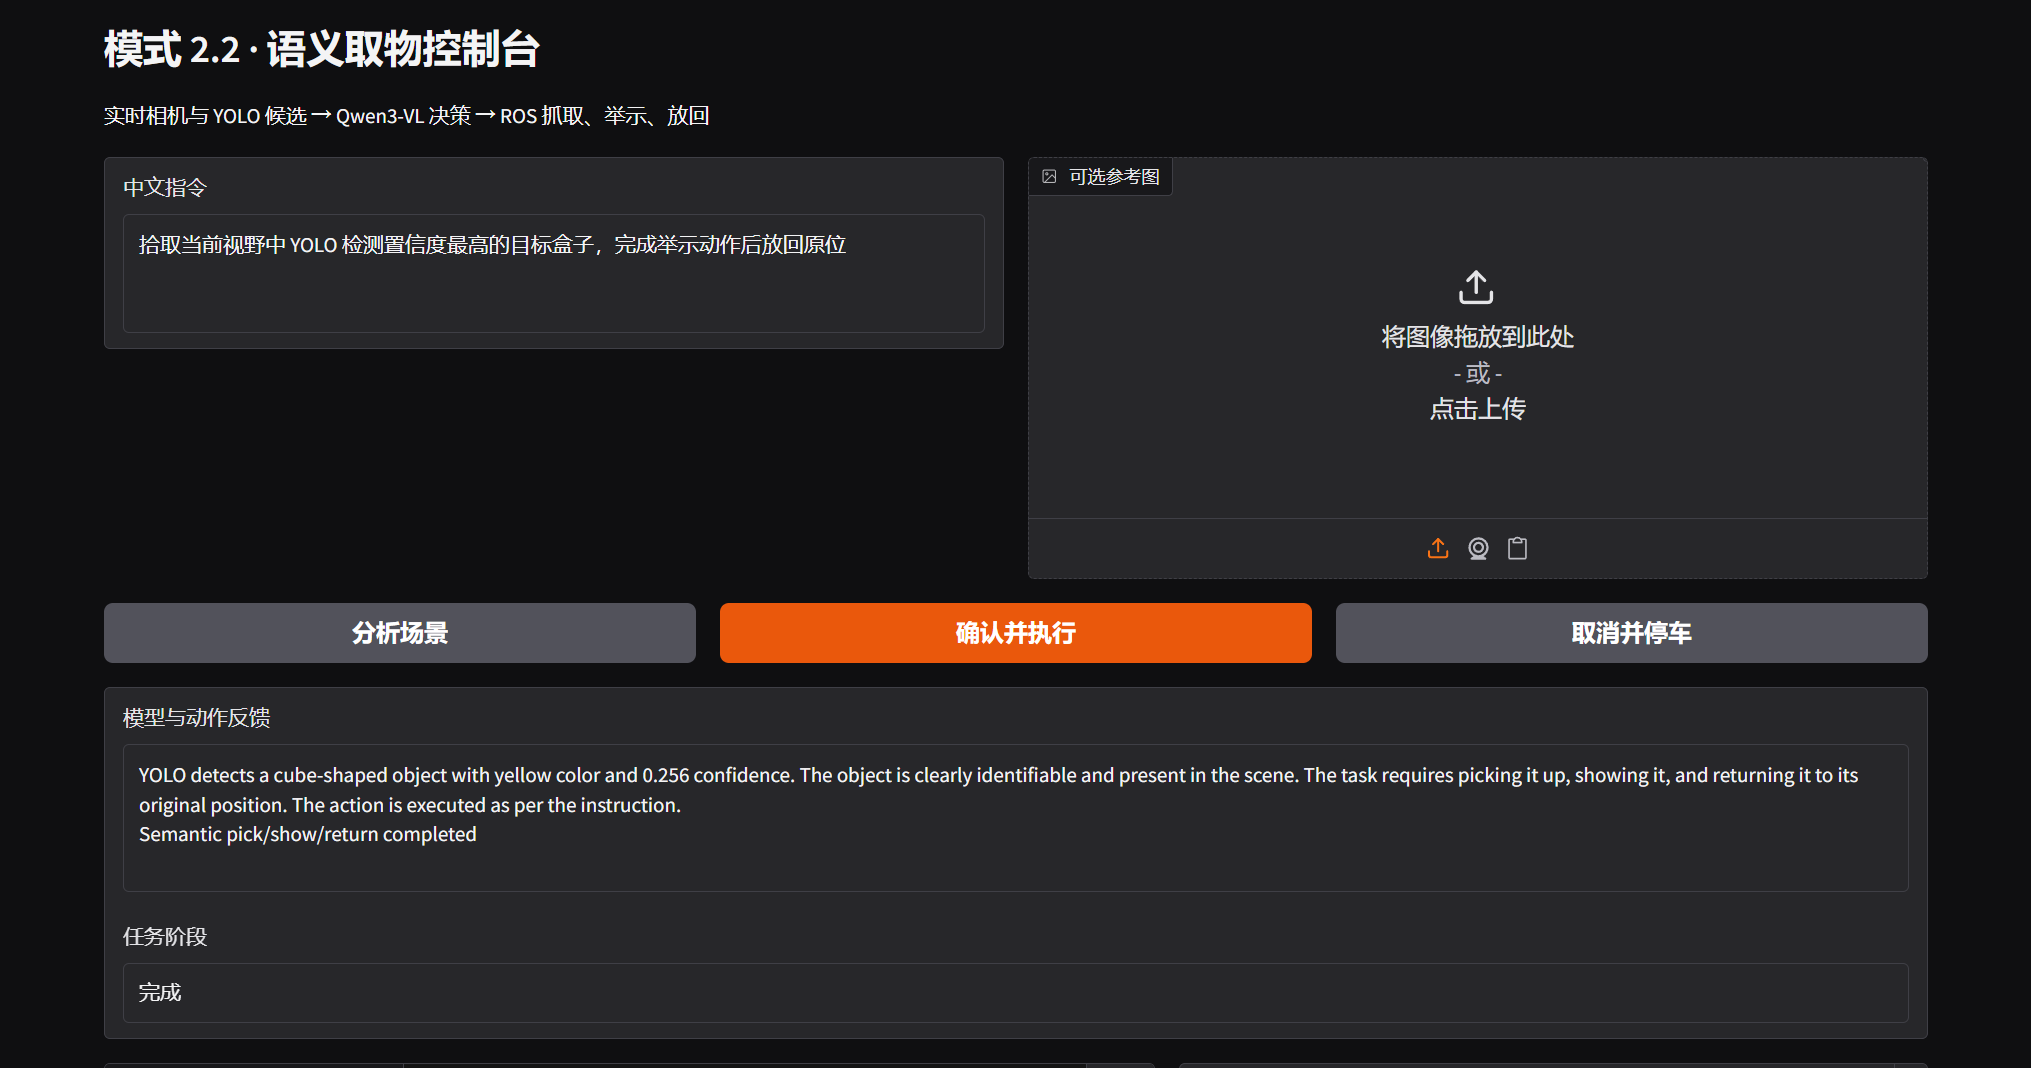 模式 2.2 · 语义取物控制台
实时相机与 YOLO 候选 → Qwen3-VL 决策 → ROS 抓取、举示、放回
中文指令
拾取当前视野中 YOLO 检测置信度最高的目标盒子，完成举示动作后放回原位
可选参考图
将图像拖放到此处
- 或 -
点击上传
分析场景
确认并执行
取消并停车
模型与动作反馈
YOLO detects a cube-shaped object with yellow color and 0.256 confidence. The object is clearly identifiable and present in the scene. The task requires picking it up, showing it, and returning it to its
original position. The action is executed as per the instruction.
Semantic pick/show/return completed
任务阶段
完成